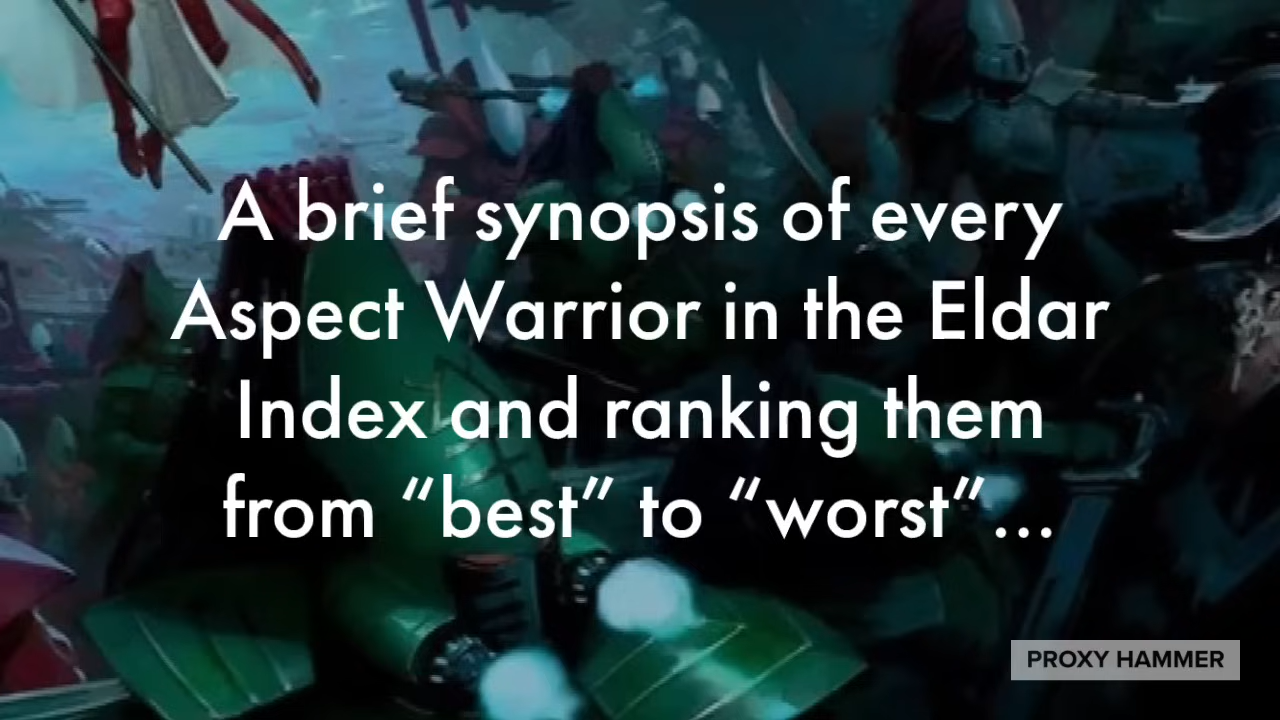 A brief synopsis of every
Aspect Warrior in the Eldar
Index and ranking them
from “best” to “worst”...
PROXY HAMMER